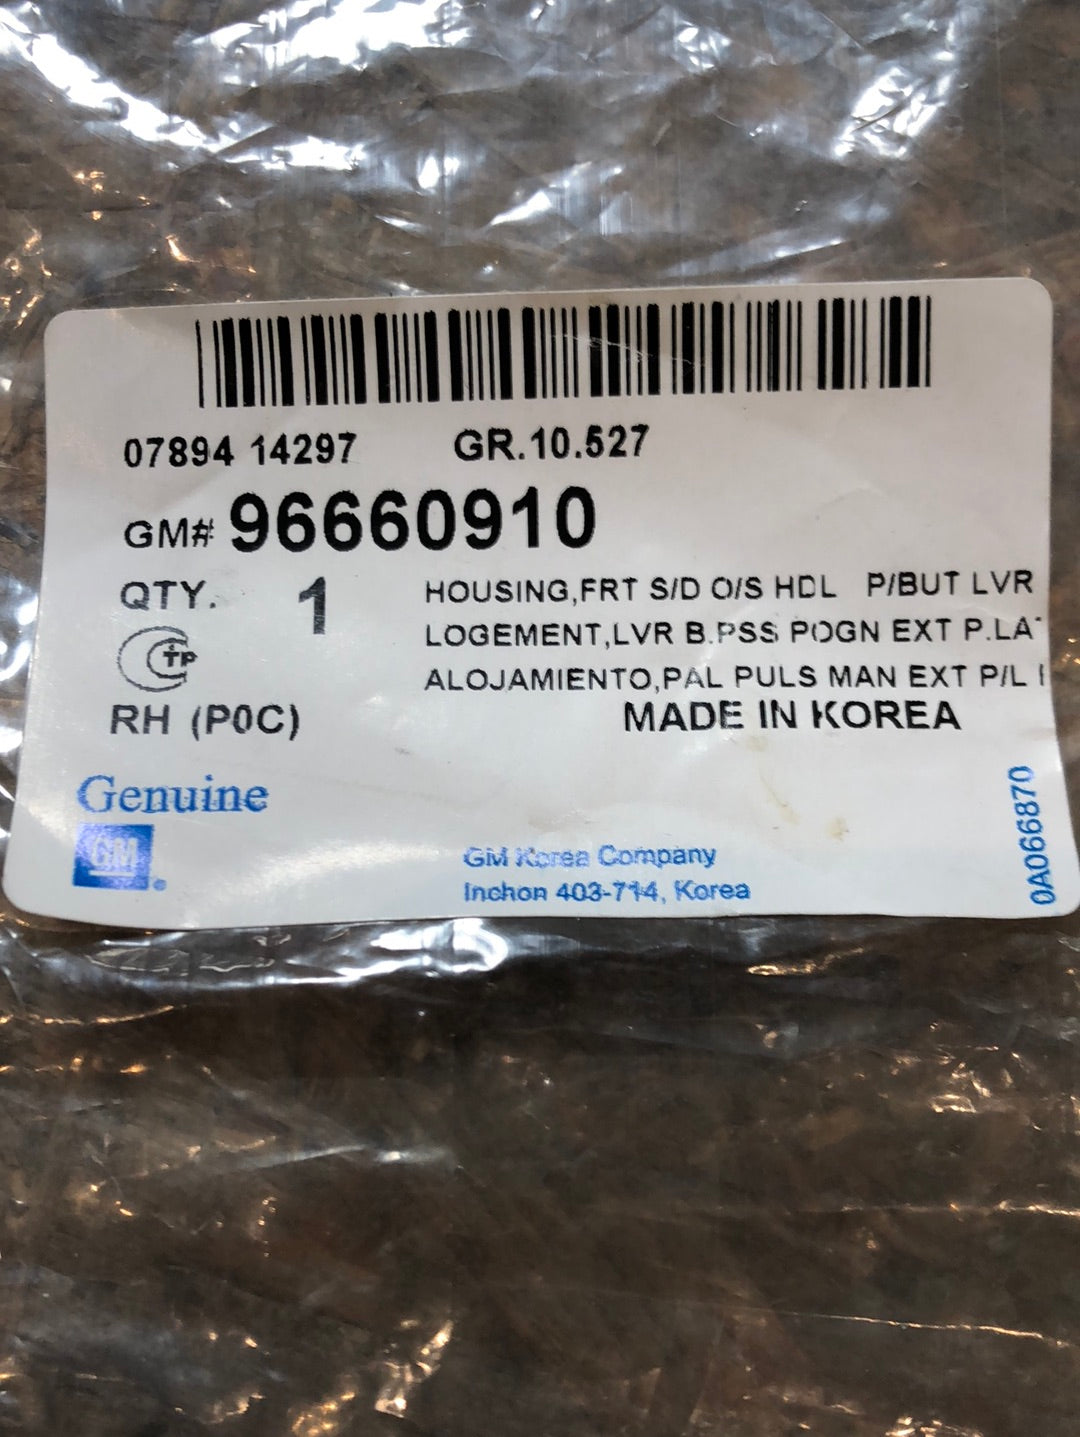 07894 14297 GR.10.527
GM# 96660910
QTY. 1
HOUSING,FRT S/D O/S HDL P/BUT LVR
LOGEMENT,LVR B.PSS POGN EXT P.LA
ALOJAMIENTO,PAL PULS MAN EXT P/L
RH (P0C)
MADE IN KOREA
Genuine
GM
GM Korea Company
Inchon 403-714, Korea
0A066870